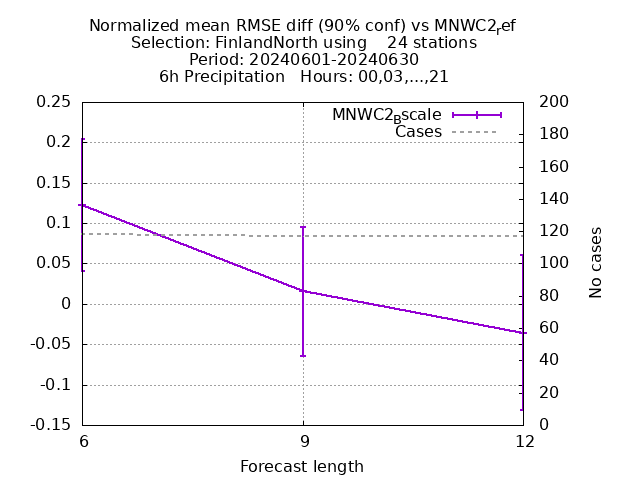 Normalized mean RMSE diff (90% conf) vs MNWC2ref
Selection: FinlandNorth using    24 stations
Period: 20240601-20240630
6h Precipitation   Hours: 00,03,...,21
MNWC2Bscale
Cases
0.25
0.2
0.15
0.1
0.05
0
-0.05
-0.1
-0.15
200
180
160
140
120
100
80
60
40
20
0
No cases
6
9
12
Forecast length